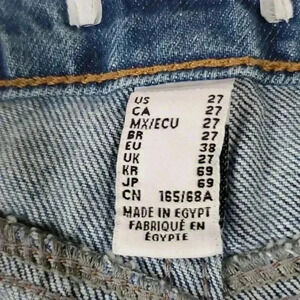 US 27
CA 27
MX/ECU 27
BR 27
EU 38
UK 27
KR 69
JP 69
CN 165/68A
MADE IN EGYPT
FABRIQUÉ EN
ÉGYPTE